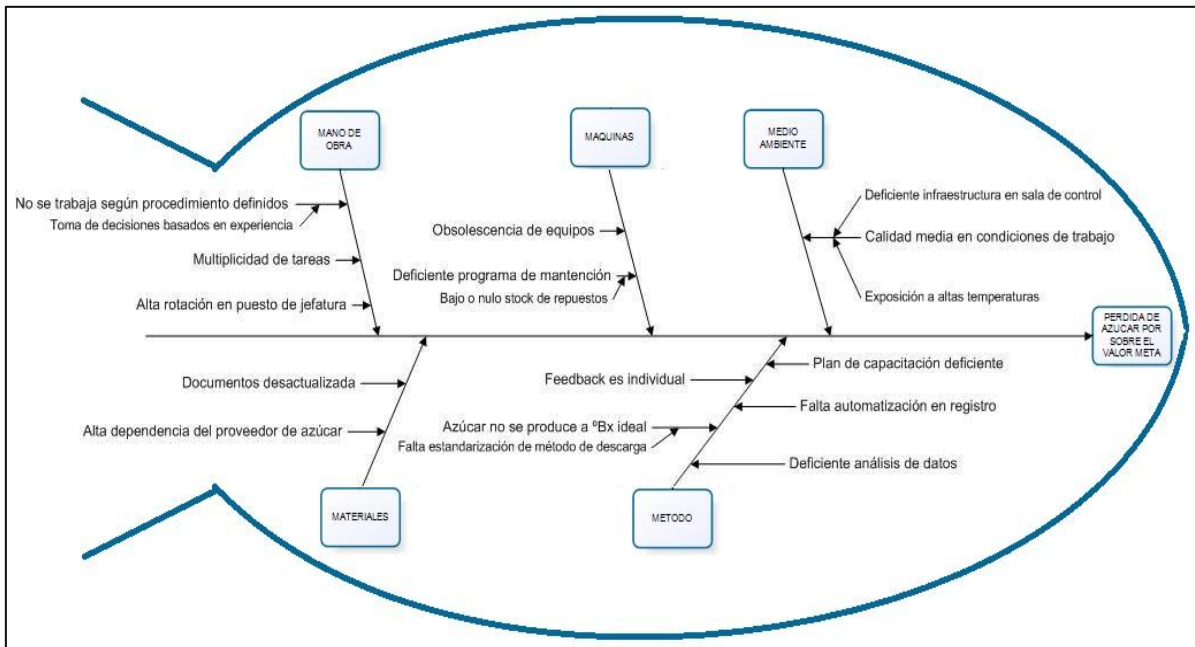 MANO DE
OBRA
MAQUINAS
MEDIO
AMBIENTE
No se trabaja según procedimiento definidos
Toma de decisiones basados en experiencia
Multiplicidad de tareas
Alta rotación en puesto de jefatura
Obsolescencia de equipos
Deficiente programa de mantención
Bajo o nulo stock de repuestos
Deficiente infraestructura en sala de control
Calidad media en condiciones de trabajo
Exposición a altas temperaturas
PERDIDA DE
AZUCAR POR
SOBRE EL
VALOR META
Documentos desactualizada
Alta dependencia del proveedor de azúcar
Feedback es individual
Azúcar no se produce a ºBx ideal
Falta estandarización de método de descarga
Plan de capacitación deficiente
Falta automatización en registro
Deficiente análisis de datos
MATERIALES
METODO